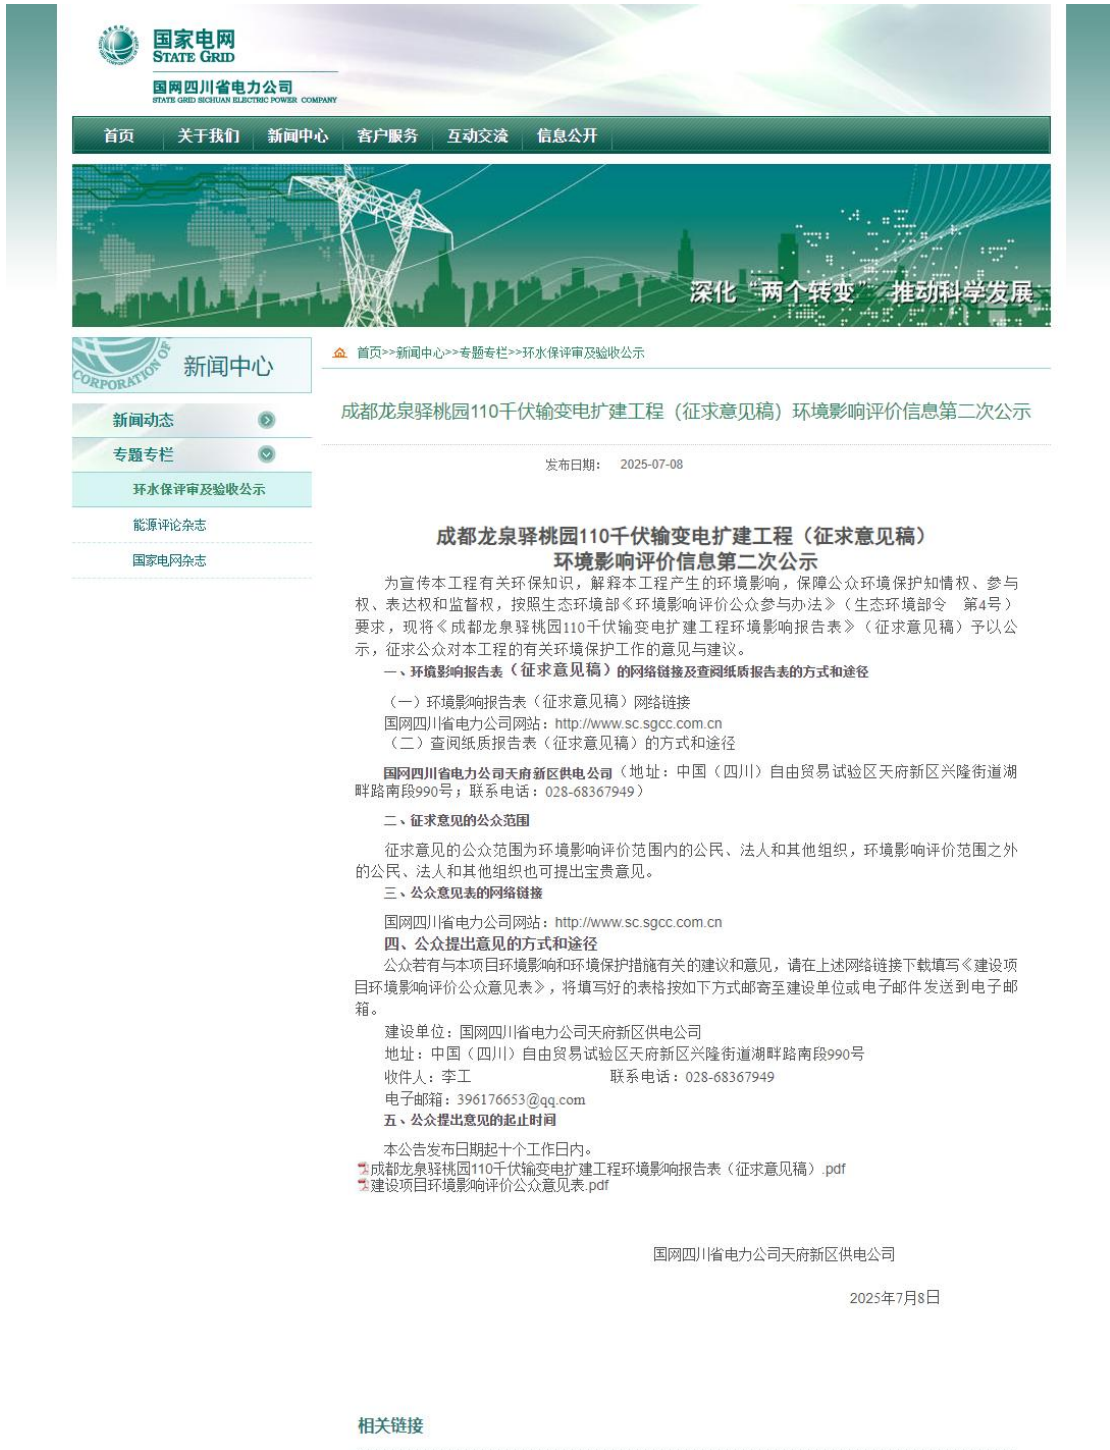 国家电网
STATE GRID
国网四川省电力公司
STATE GRID SICHUAN ELECTRIC POWER COMPANY
首页 关于我们 新闻中心 客户服务 互动交流 信息公开
深化“两个转变” 推动科学发展
CORPORATION OF
新闻中心
新闻动态
专题专栏
环水保评审及验收公示
能源评论杂志
国家电网杂志
首页>>新闻中心>>专题专栏>>环水保评审及验收公示
成都龙泉驿桃园110千伏输变电扩建工程（征求意见稿）环境影响评价信息第二次公示
发布日期： 2025-07-08
成都龙泉驿桃园110千伏输变电扩建工程（征求意见稿）
环境影响评价信息第二次公示
为宣传本工程有关环保知识，解释本工程产生的环境影响，保障公众环境保护知情权、参与
权、表达权和监督权，按照生态环境部《环境影响评价公众参与办法》（生态环境部令 第4号）
要求，现将《成都龙泉驿桃园110千伏输变电扩建工程环境影响报告表》（征求意见稿）予以公
示，征求公众对本工程的有关环境保护工作的意见与建议。
一、环境影响报告表（征求意见稿）的网络链接及查阅纸质报告表的方式和途径
（一）环境影响报告表（征求意见稿）网络链接
国网四川省电力公司网站：http://www.sc.sgcc.com.cn
（二）查阅纸质报告表（征求意见稿）的方式和途径
国网四川省电力公司天府新区供电公司（地址：中国（四川）自由贸易试验区天府新区兴隆街道湖
畔路南段990号；联系电话：028-68367949）
二、征求意见的公众范围
征求意见的公众范围为环境影响评价范围内的公民、法人和其他组织，环境影响评价范围之外
的公民、法人和其他组织也可提出宝贵意见。
三、公众意见表的网络链接
国网四川省电力公司网站：http://www.sc.sgcc.com.cn
四、公众提出意见的方式和途径
公众若有与本项目环境影响和环境保护措施有关的建议和意见，请在上述网络链接下载填写《建设项
目环境影响评价公众意见表》，将填写好的表格按如下方式邮寄至建设单位或电子邮件发送到电子邮
箱。
建设单位：国网四川省电力公司天府新区供电公司
地址：中国（四川）自由贸易试验区天府新区兴隆街道湖畔路南段990号
收件人：李工 联系电话：028-68367949
电子邮箱：396176653@qq.com
五、公众提出意见的起止时间
本公告发布日期起十个工作日内。
成都龙泉驿桃园110千伏输变电扩建工程环境影响报告表（征求意见稿）.pdf
建设项目环境影响评价公众意见表.pdf
国网四川省电力公司天府新区供电公司
2025年7月8日
相关链接